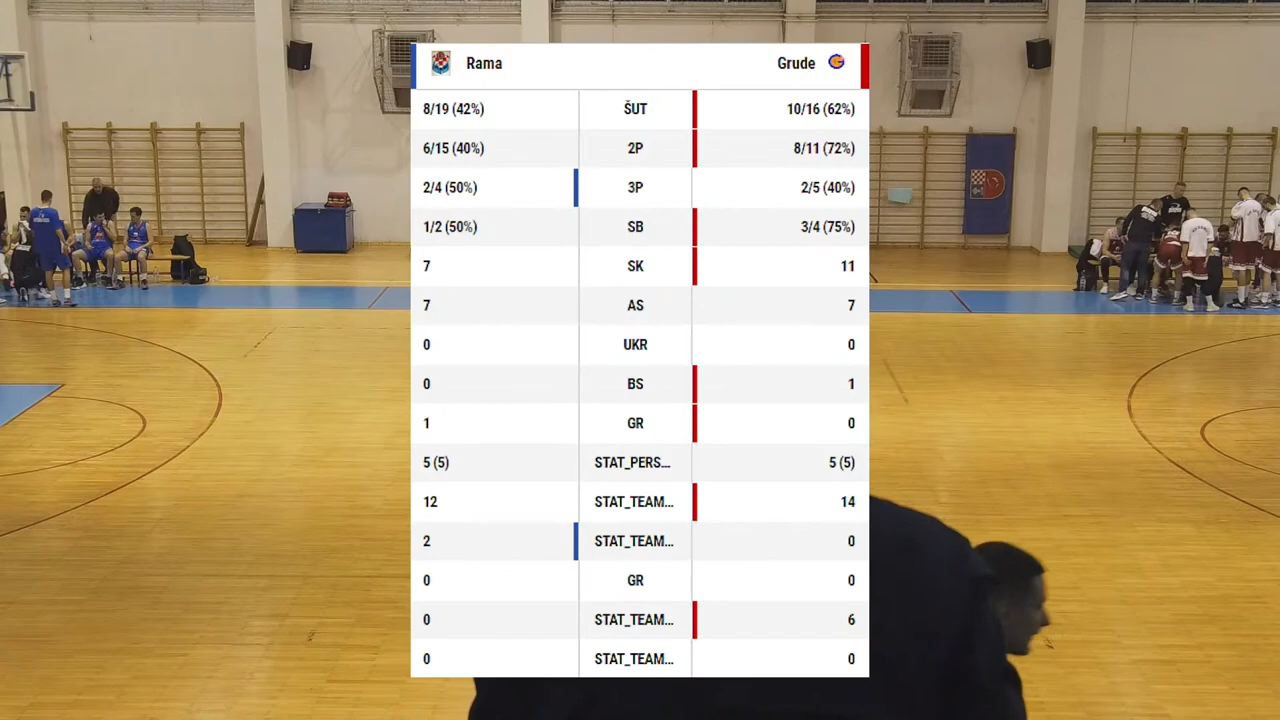 Rama Grude
8/19 (42%) ŠUT 10/16 (62%)
6/15 (40%) 2P 8/11 (72%)
2/4 (50%) 3P 2/5 (40%)
1/2 (50%) SB 3/4 (75%)
7 SK 11
7 AS 7
0 UKR 0
0 BS 1
1 GR 0
5 (5) STAT_PERS... 5 (5)
12 STAT_TEAM... 14
2 STAT_TEAM... 0
0 GR 0
0 STAT_TEAM... 6
0 STAT_TEAM... 0